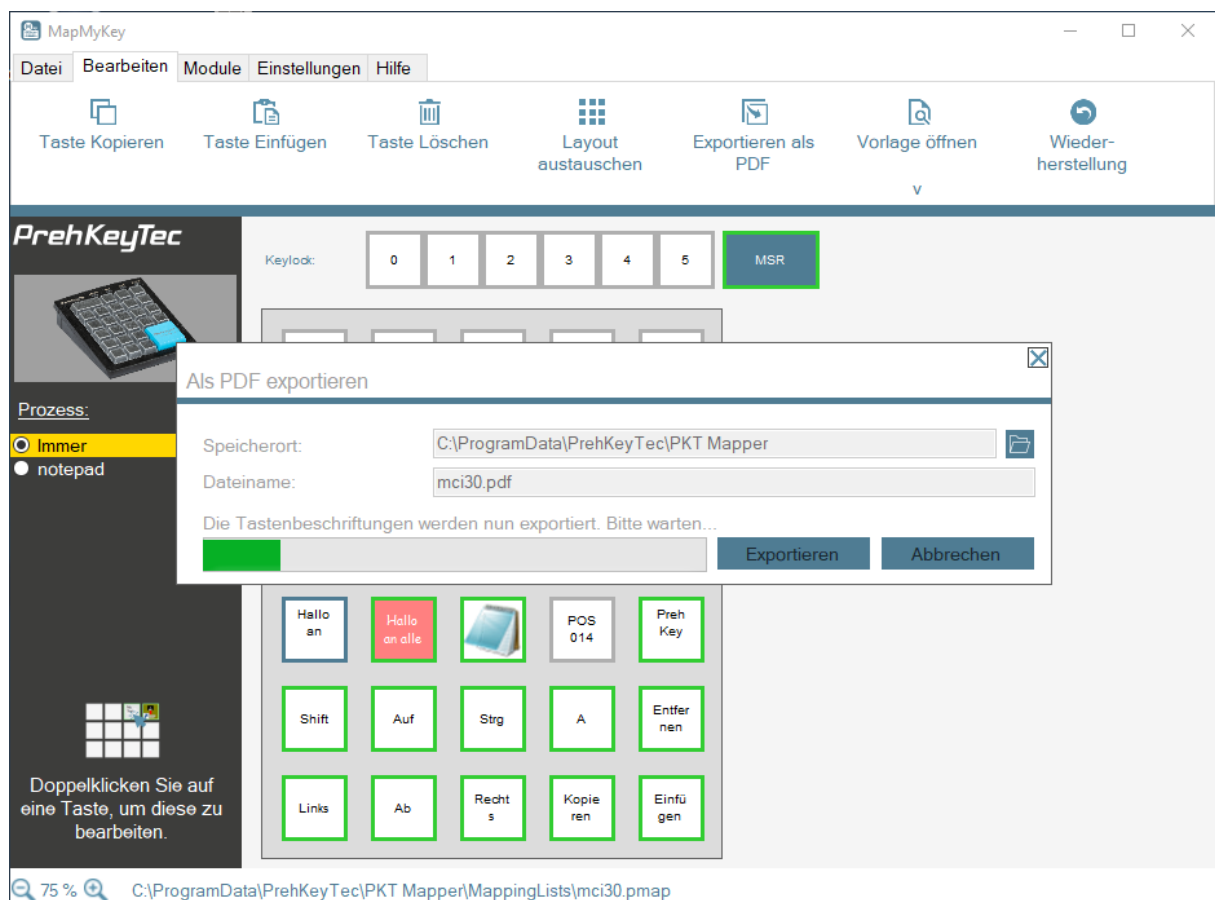 MapMyKey
Datei Bearbeiten Module Einstellungen Hilfe
Taste Kopieren
Taste Einfügen
Taste Löschen
Layout
austauschen
Exportieren als
PDF
Vorlage öffnen
v
Wieder-
herstellung
PrehKeyTec
Keylock:
0 1 2 3 4 5 MSR
Als PDF exportieren
Prozess:
Immer
notepad
Speicherort:
C:\ProgramData\PrehKeyTec\PKT Mapper
Dateiname:
mci30.pdf
Die Tastenbeschriftungen werden nun exportiert. Bitte warten...
Exportieren
Abbrechen
Hallo
an
Hallo
an alle
POS
014
Preh
Key
Shift
Auf
Strg
A
Entfer
nen
Links
Ab
Recht
s
Kopie
ren
Einfü
gen
Doppelklicken Sie auf
eine Taste, um diese zu
bearbeiten.
75 % C:\ProgramData\PrehKeyTec\PKT Mapper\MappingLists\mci30.pmap